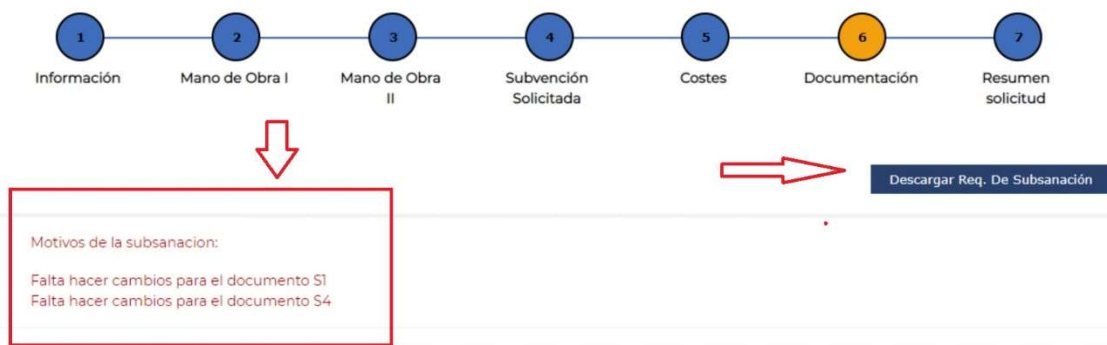 1 2 3 4 5 6 7
Información Mano de Obra I Mano de Obra Subvención Costes Documentación Resumen
II Solicitada solicitud
Descargar Req. De Subsanación
Motivos de la subsanacion:
Falta hacer cambios para el documento S1
Falta hacer cambios para el documento S4